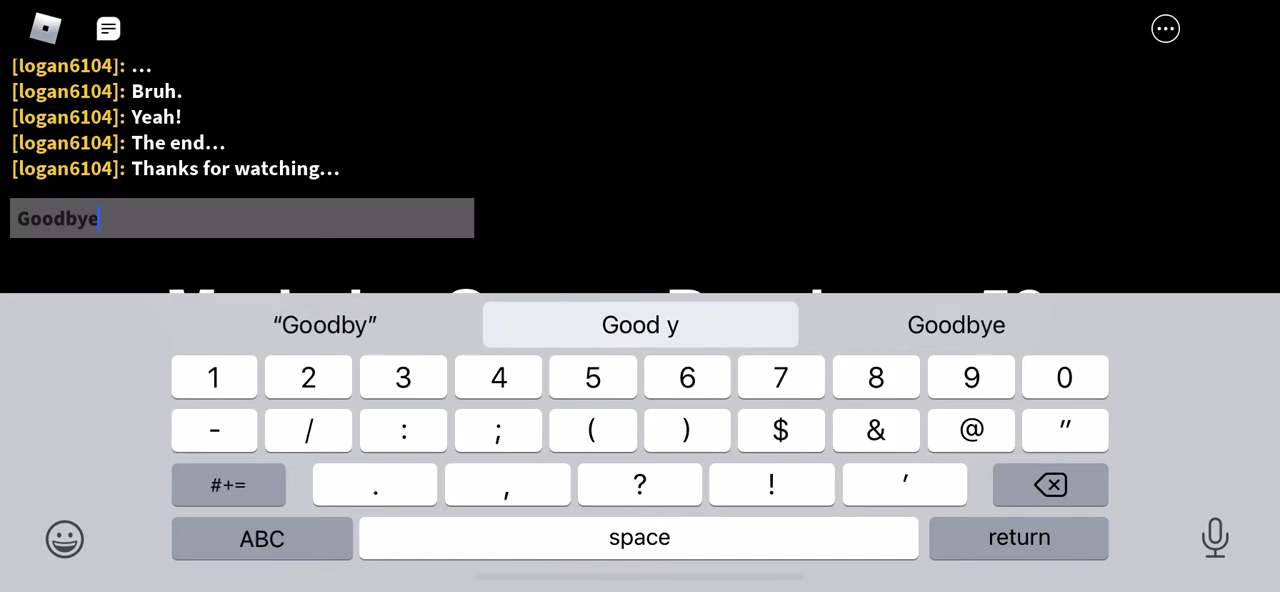 [logan6104]: ...
[logan6104]: Bruh.
[logan6104]: Yeah!
[logan6104]: The end...
[logan6104]: Thanks for watching...
Goodbye
“Goodby” Good y Goodbye
1 2 3 4 5 6 7 8 9 0
- / : ; ( ) $ & @ "
#+= . , ? ! '
ABC space return